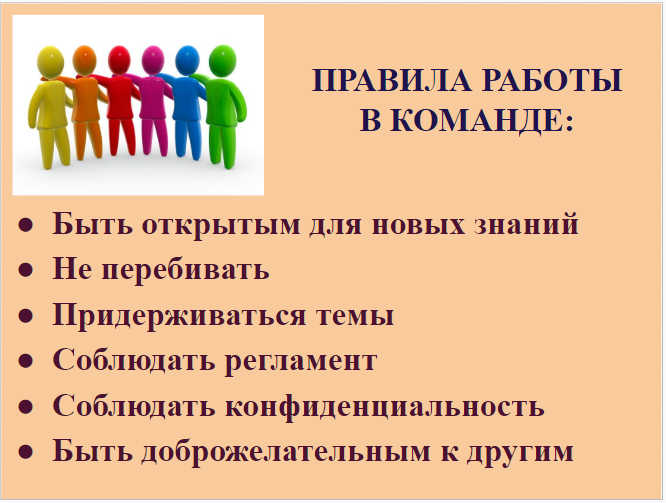 ПРАВИЛА РАБОТЫ
В КОМАНДЕ:
● Быть открытым для новых знаний
● Не перебивать
● Придерживаться темы
● Соблюдать регламент
● Соблюдать конфиденциальность
● Быть доброжелательным к другим